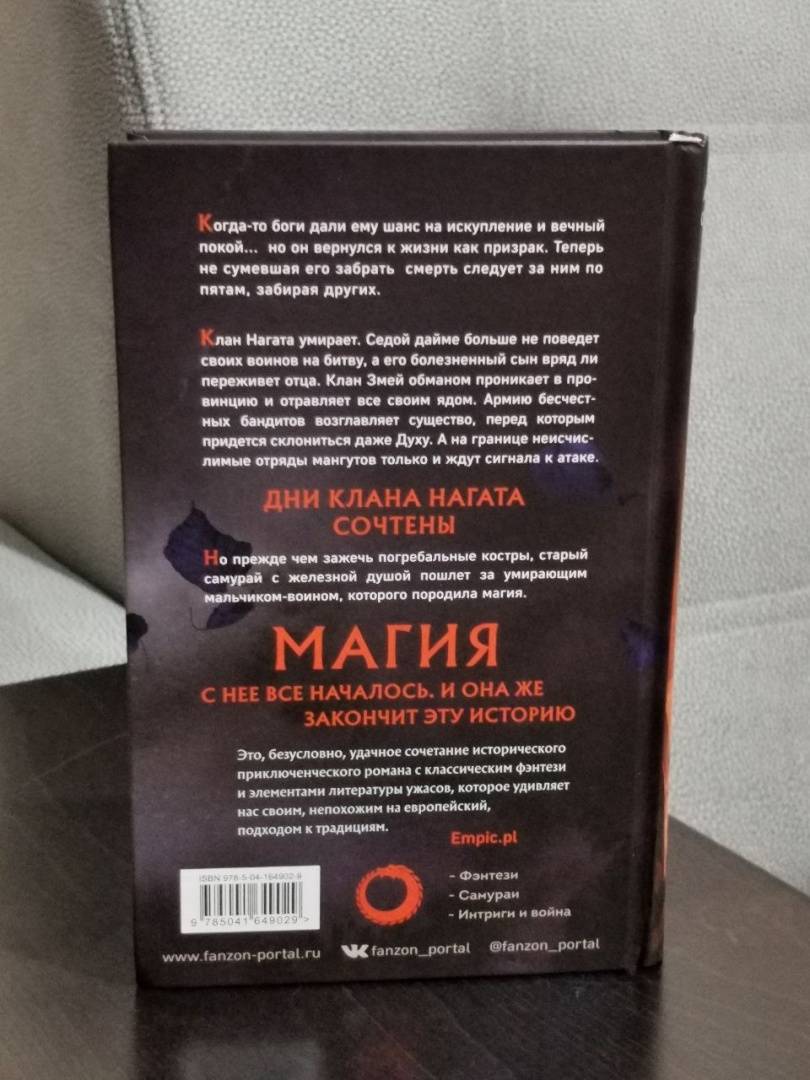 Когда-то боги дали ему шанс на искупление и вечный
покой... но он вернулся к жизни как призрак. Теперь
не сумевшая его забрать смерть следует за ним по
пятам, забирая других.
Клан Нагата умирает. Седой дайме больше не поведет
своих воинов на битву, а его болезненный сын вряд ли
переживет отца. Клан Змей обманом проникает в про-
винцию и отравляет все своим ядом. Армию бесчест-
ных бандитов возглавляет существо, перед которым
придется склониться даже Духу. А на границе неисчис-
лимые отряды мангутов только и ждут сигнала к атаке.
ДНИ КЛАНА НАГАТА
СОЧТЕНЫ
Но прежде чем зажечь погребальные костры, старый
самурай с железной душой пошлет за умирающим
мальчиком-воином, которого породила магия.
МАГИЯ
С НЕЕ ВСЕ НАЧАЛОСЬ. И ОНА ЖЕ
ЗАКОНЧИТ ЭТУ ИСТОРИЮ
Это, безусловно, удачное сочетание исторического
приключенческого романа с классическим фэнтези
и элементами литературы ужасов, которое удивляет
нас своим, непохожим на европейский,
подходом к традициям.
Empic.pl
ISBN 978-5-04-164902-9
9 785041 649029>
- Фэнтези
- Самураи
- Интриги и война
www.fanzon-portal.ru fanzon_portal @fanzon_portal